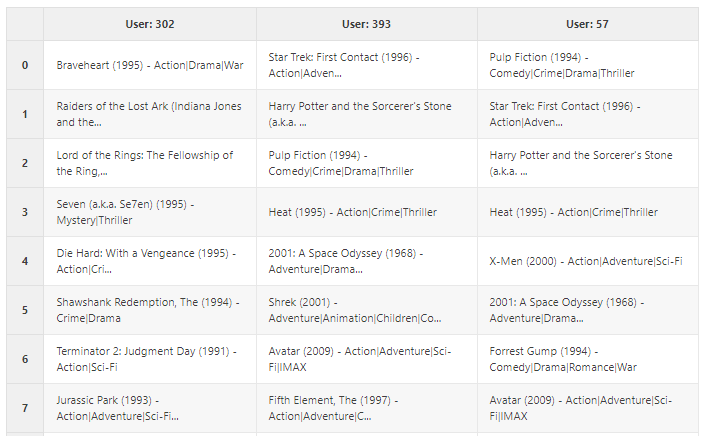 User: 302 User: 393 User: 57
0 Braveheart (1995) - Action|Drama|War Star Trek: First Contact (1996) - Action|Adven... Pulp Fiction (1994) - Comedy|Crime|Drama|Thriller
1 Raiders of the Lost Ark (Indiana Jones and the... Harry Potter and the Sorcerer's Stone (a.k.a. ... Star Trek: First Contact (1996) - Action|Adven...
2 Lord of the Rings: The Fellowship of the Ring,... Pulp Fiction (1994) - Comedy|Crime|Drama|Thriller Harry Potter and the Sorcerer's Stone (a.k.a. ...
3 Seven (a.k.a. Se7en) (1995) - Mystery|Thriller Heat (1995) - Action|Crime|Thriller Heat (1995) - Action|Crime|Thriller
4 Die Hard: With a Vengeance (1995) - Action|Cri... 2001: A Space Odyssey (1968) - Adventure|Drama... X-Men (2000) - Action|Adventure|Sci-Fi
5 Shawshank Redemption, The (1994) - Crime|Drama Shrek (2001) - Adventure|Animation|Children|Co... 2001: A Space Odyssey (1968) - Adventure|Drama...
6 Terminator 2: Judgment Day (1991) - Action|Sci-Fi Avatar (2009) - Action|Adventure|Sci-Fi|IMAX Forrest Gump (1994) - Comedy|Drama|Romance|War
7 Jurassic Park (1993) - Action|Adventure|Sci-Fi... Fifth Element, The (1997) - Action|Adventure|C... Avatar (2009) - Action|Adventure|Sci-Fi|IMAX